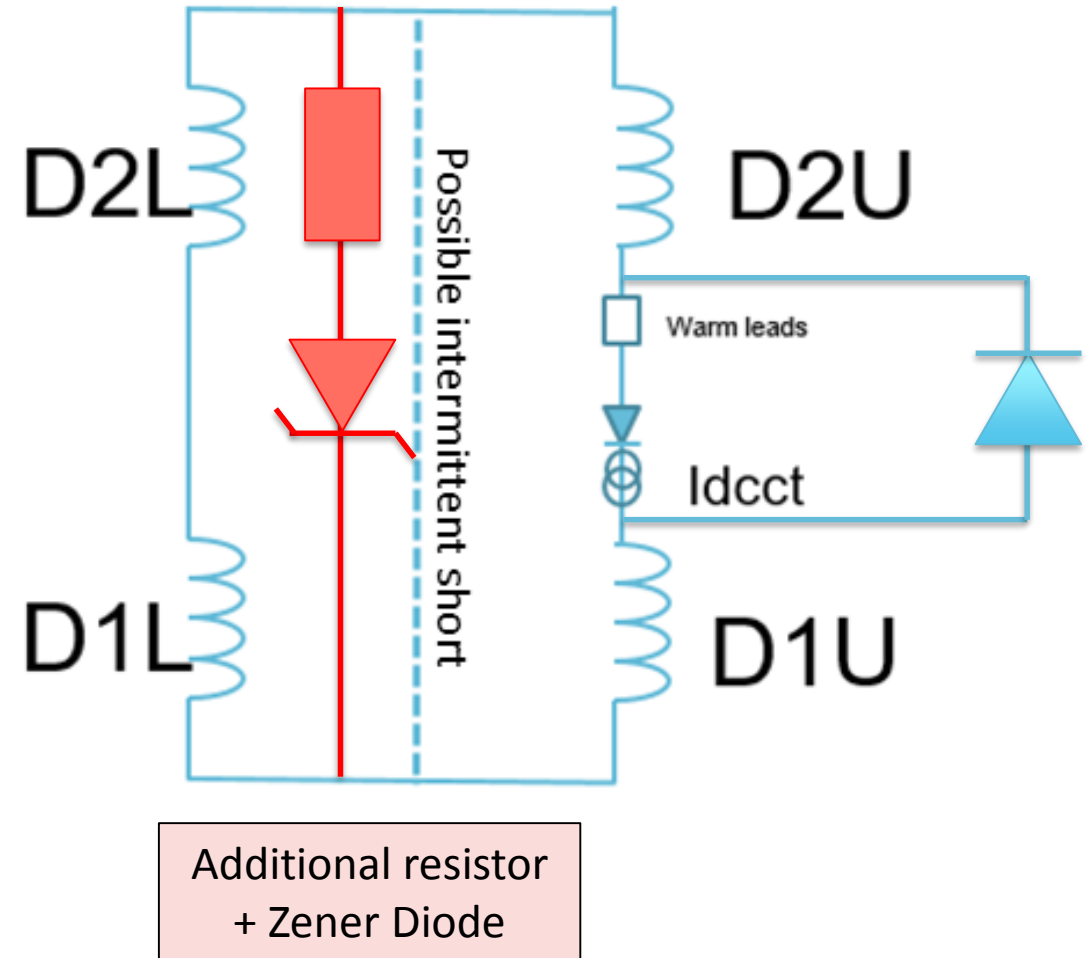 D2L
Possible intermittent short
D2U
Warm leads
Idcct
D1L
D1U
Additional resistor
+ Zener Diode